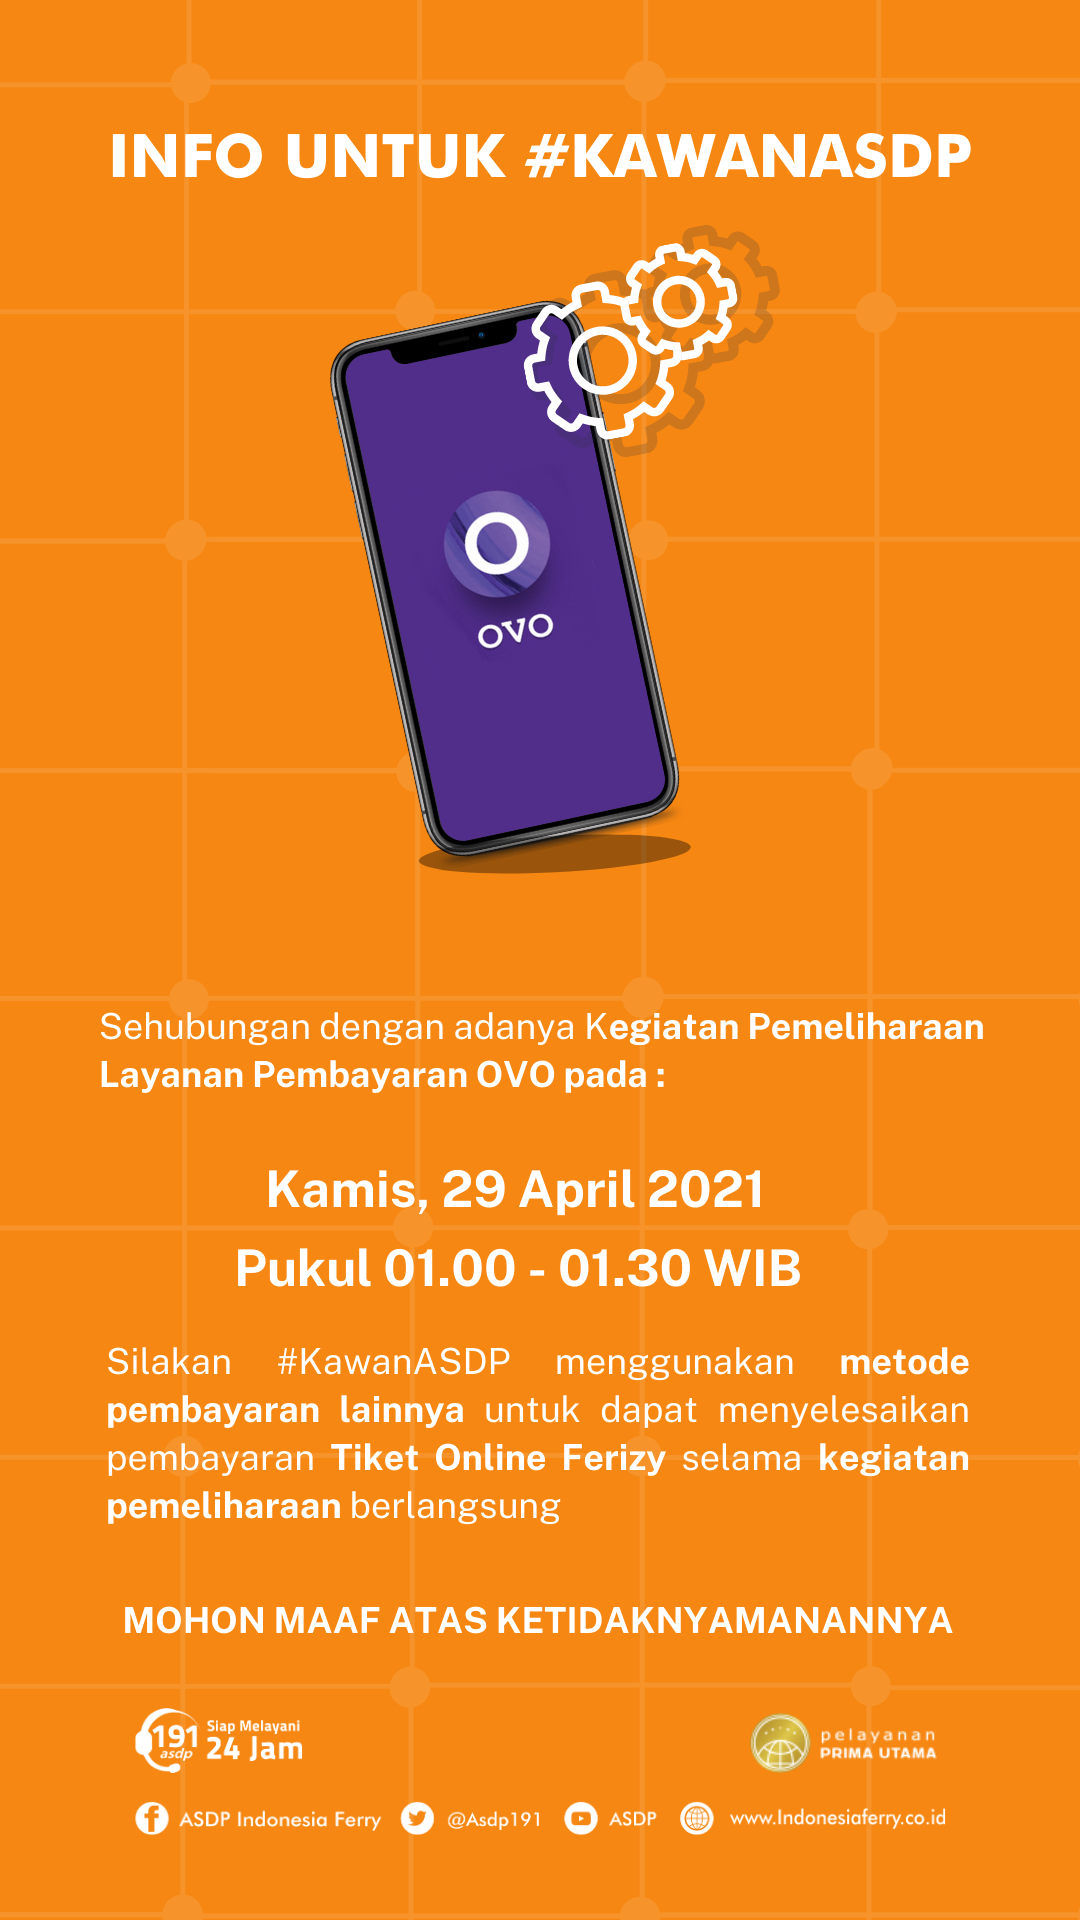 INFO UNTUK #KAWANASDP
OVO
Sehubungan dengan adanya Kegiatan Pemeliharaan
Layanan Pembayaran OVO pada :
Kamis, 29 April 2021
Pukul 01.00 - 01.30 WIB
Silakan #KawanASDP menggunakan metode
pembayaran lainnya untuk dapat menyelesaikan
pembayaran Tiket Online Ferizy selama kegiatan
pemeliharaan berlangsung
MOHON MAAF ATAS KETIDAKNYAMANANNYA
191
asdp
Siap Melayani
24 Jam
pelayanan
PRIMA UTAMA
ASDP Indonesia Ferry @Asdp191 ASDP www.Indonesiaferry.co.id